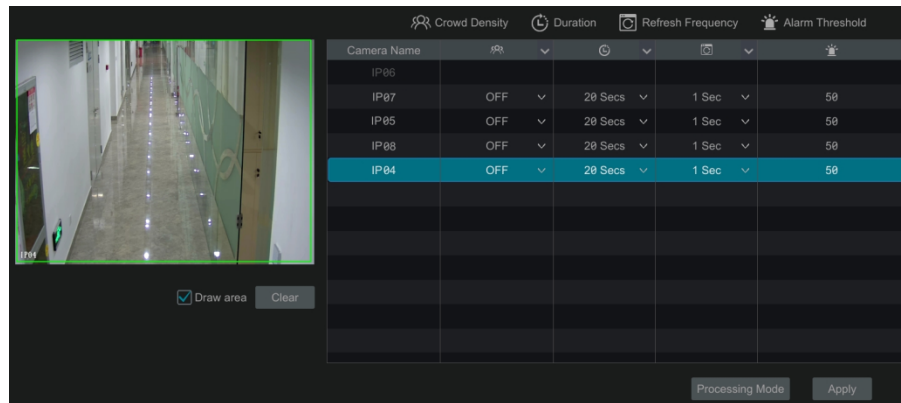 Crowd Density Duration Refresh Frequency Alarm Threshold
Camera Name
IP06
IP07 OFF 20 Secs 1 Sec 50
IP05 OFF 20 Secs 1 Sec 50
IP08 OFF 20 Secs 1 Sec 50
IP04 OFF 20 Secs 1 Sec 50
IP04
Draw area Clear
Processing Mode Apply